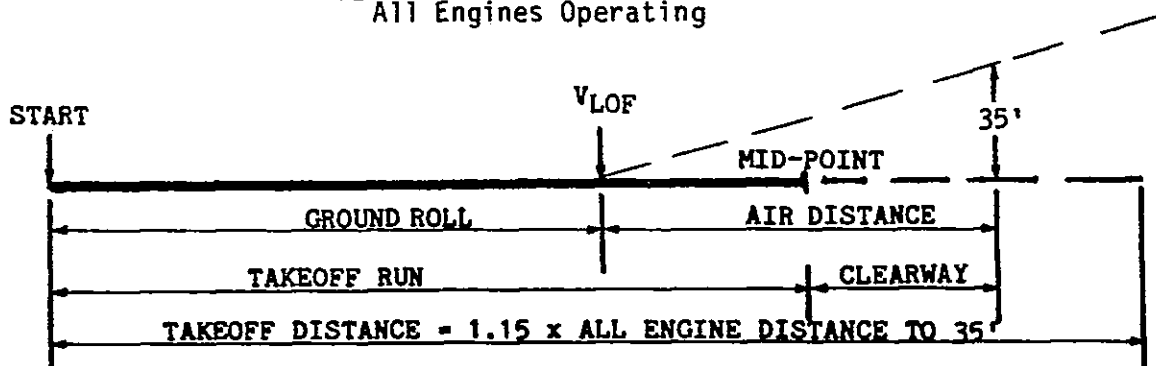 All Engines Operating
START
VLOF
35'
MID-POINT
GROUND ROLL
AIR DISTANCE
TAKEOFF RUN
CLEARWAY
TAKEOFF DISTANCE = 1.15 x ALL ENGINE DISTANCE TO 35'